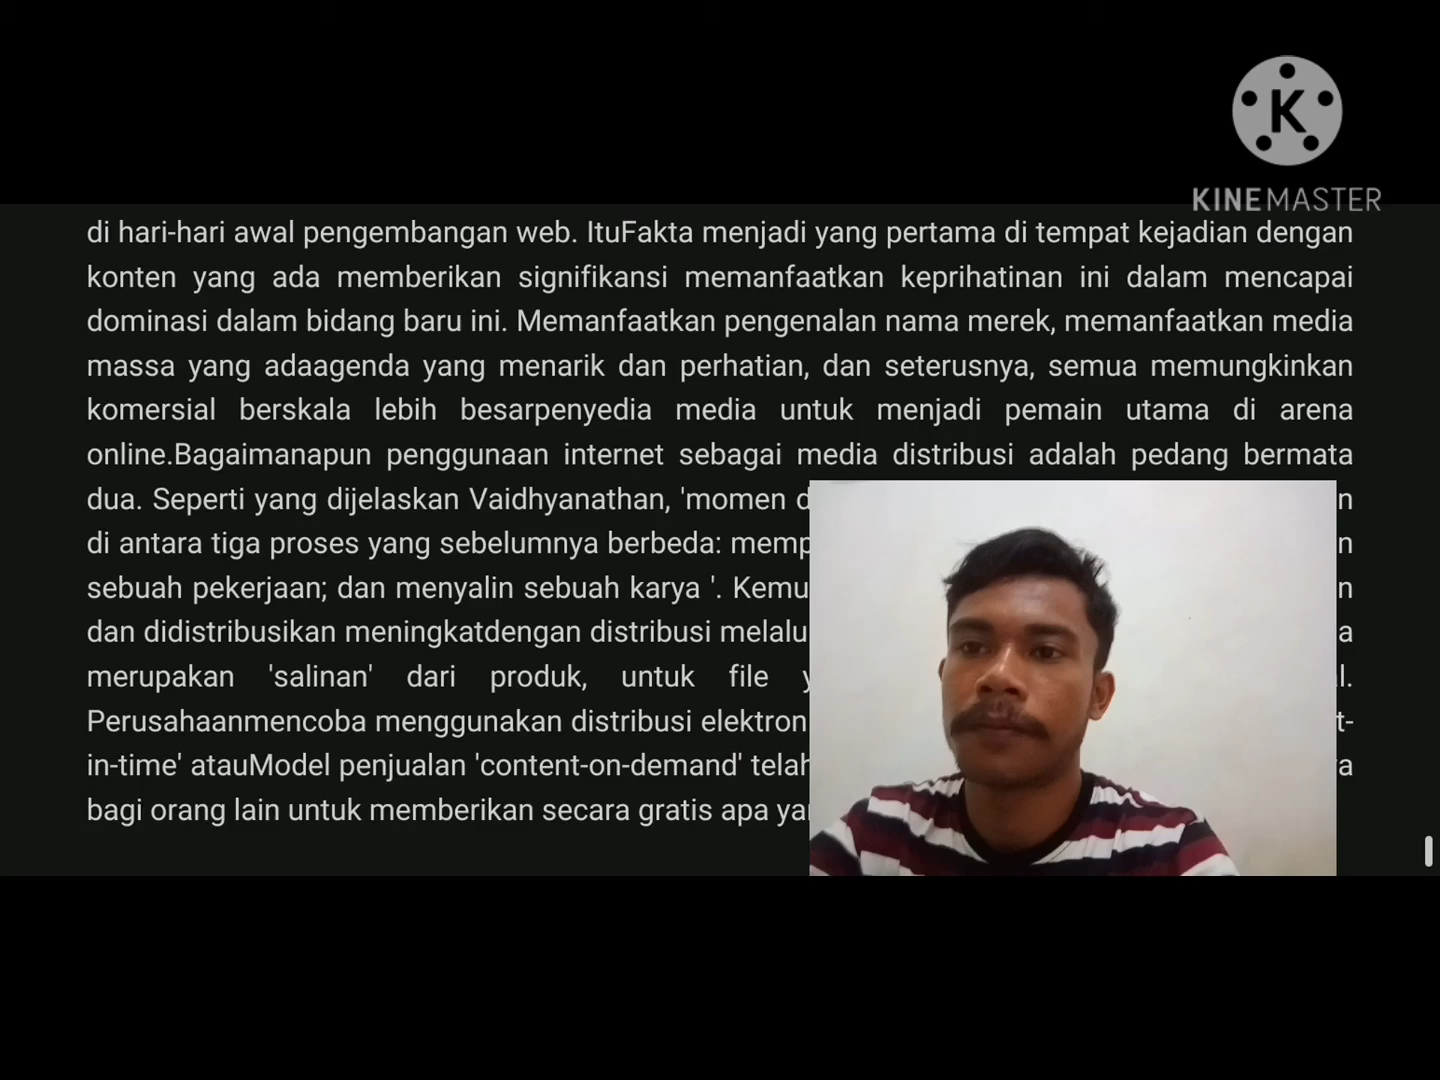 KINEMASTER
di hari-hari awal pengembangan web. ItuFakta menjadi yang pertama di tempat kejadian dengan
konten yang ada memberikan signifikansi memanfaatkan keprihatinan ini dalam mencapai
dominasi dalam bidang baru ini. Memanfaatkan pengenalan nama merek, memanfaatkan media
massa yang adaagenda yang menarik dan perhatian, dan seterusnya, semua memungkinkan
komersial berskala lebih besarpenyedia media untuk menjadi pemain utama di arena
online.Bagaimanapun penggunaan internet sebagai media distribusi adalah pedang bermata
dua. Seperti yang dijelaskan Vaidhyanathan, 'momen
di antara tiga proses yang sebelumnya berbeda:
sebuah pekerjaan; dan menyalin sebuah karya '.
dan didistribusikan meningkatdengan distribusi
merupakan 'salinan' dari produk, untuk file
Perusahaanmencoba menggunakan distribusi
in-time' atauModel penjualan 'content-on-demand'
bagi orang lain untuk memberikan secara gratis apa